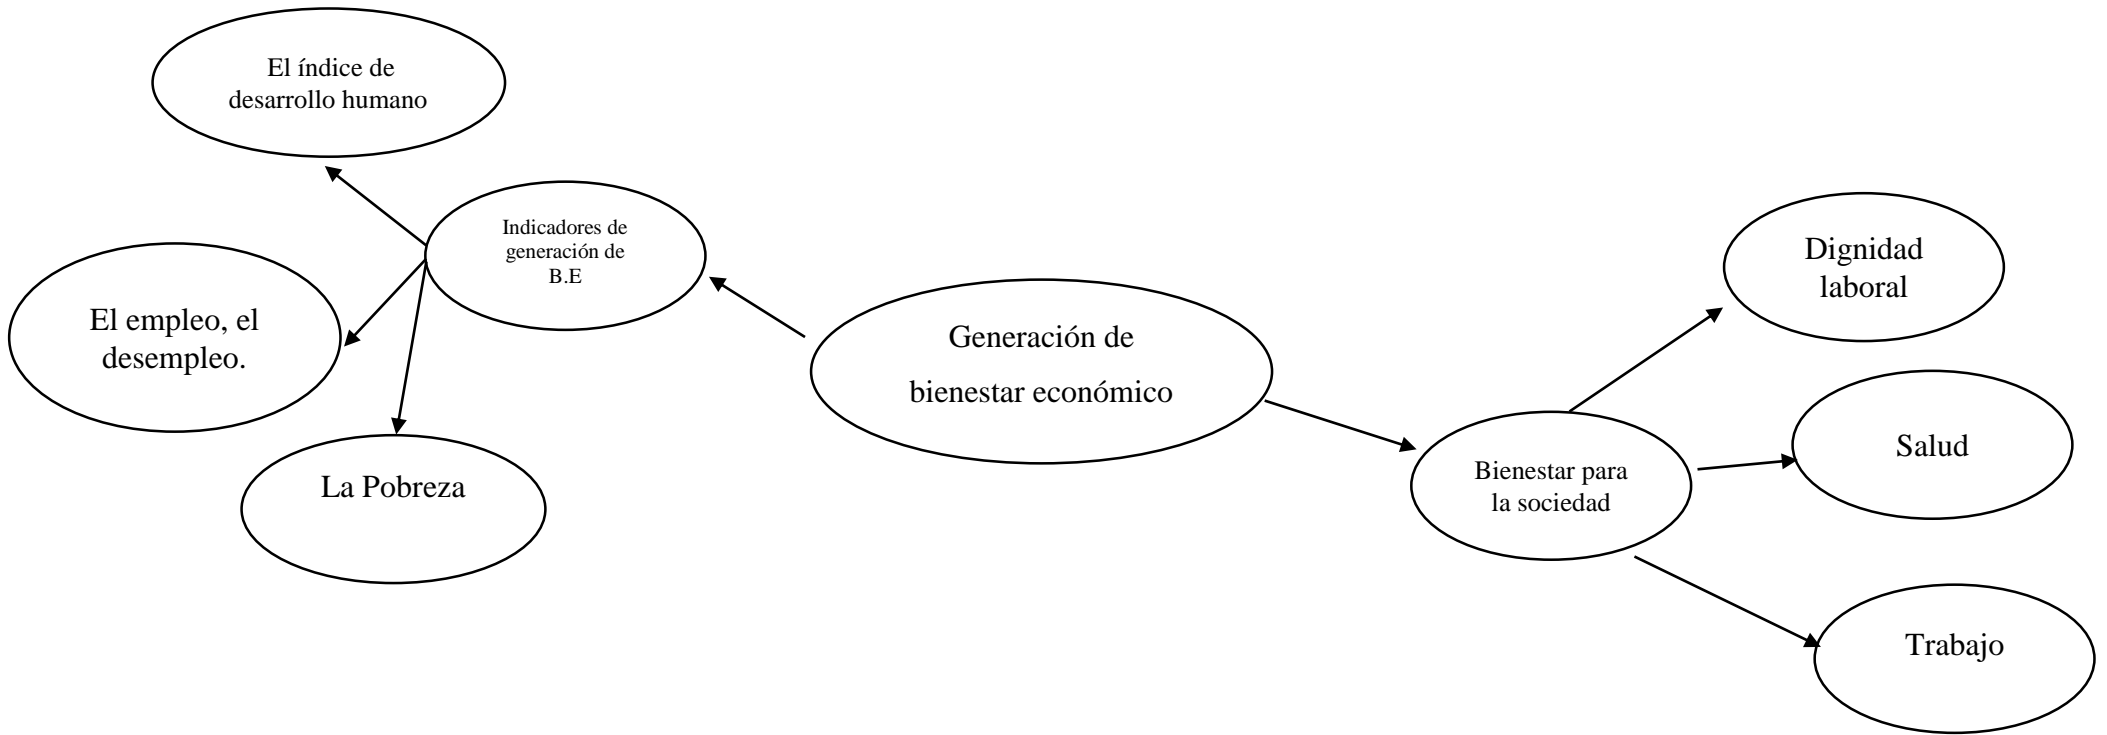 El índice de
desarrollo humano
Indicadores de
generación de
B.E
El empleo, el
desempleo.
La Pobreza
Generación de
bienestar económico
Bienestar para
la sociedad
Dignidad
laboral
Salud
Trabajo